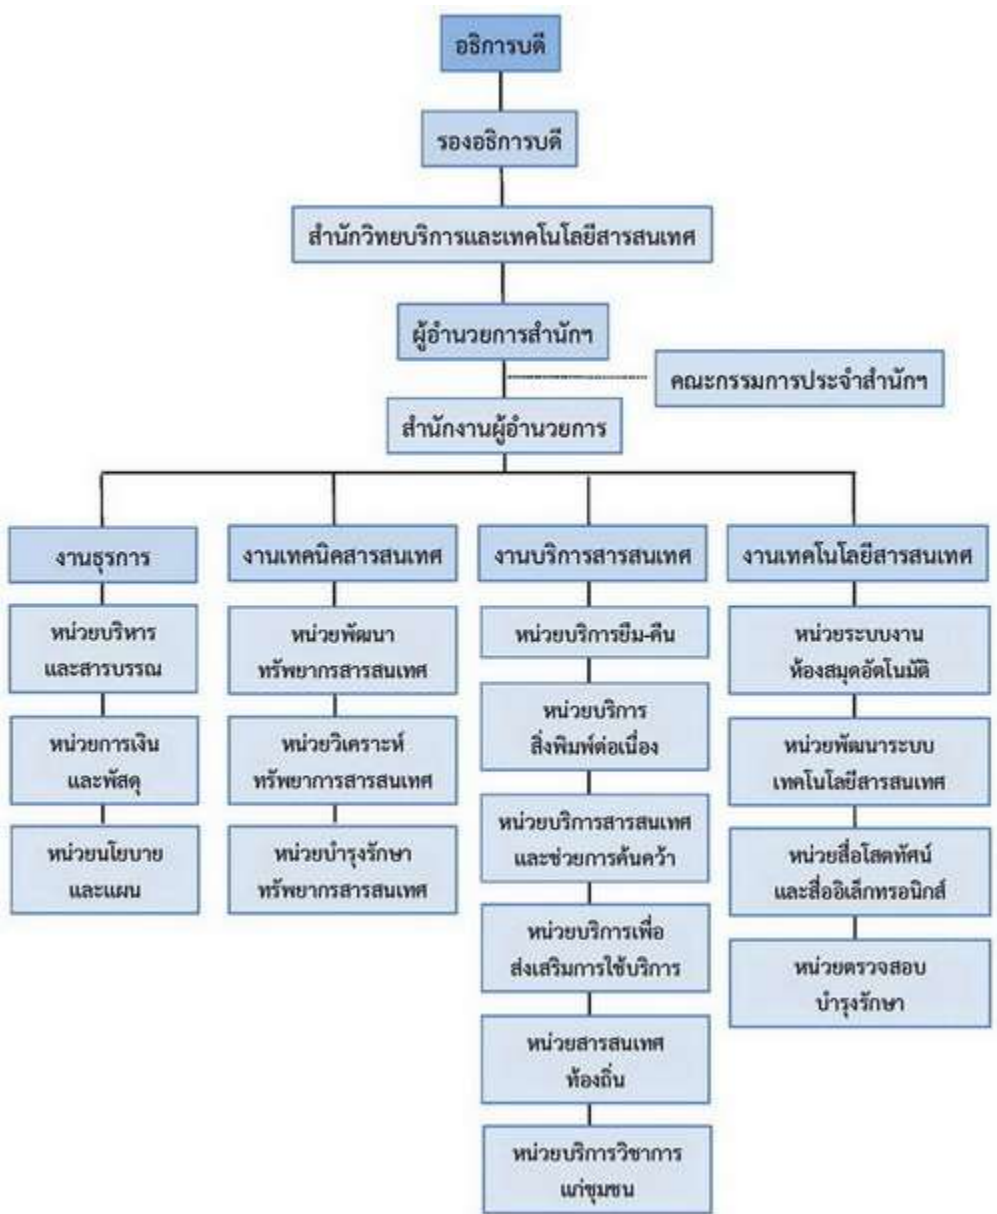 อธิการบดี
รองอธิการบดี
สำนักวิทยบริการและเทคโนโลยีสารสนเทศ
ผู้อำนวยการสำนักฯ
คณะกรรมการประจำสำนักฯ
สำนักงานผู้อำนวยการ
งานธุรการ
หน่วยบริหาร
และสารบรรณ
หน่วยการเงิน
และพัสดุ
หน่วยนโยบาย
และแผน
งานเทคนิคสารสนเทศ
หน่วยพัฒนา
ทรัพยากรสารสนเทศ
หน่วยวิเคราะห์
ทรัพยาการสารสนเทศ
หน่วยบำรุงรักษา
ทรัพยากรสารสนเทศ
งานบริการสารสนเทศ
หน่วยบริการยืม-คืน
หน่วยบริการ
สิ่งพิมพ์ต่อเนื่อง
หน่วยบริการสารสนเทศ
และช่วยการค้นคว้า
หน่วยบริการเพื่อ
ส่งเสริมการใช้บริการ
หน่วยสารสนเทศ
ท้องถิ่น
หน่วยบริการวิชาการ
แก่ชุมชน
งานเทคโนโลยีสารสนเทศ
หน่วยระบบงาน
ห้องสมุดอัตโนมัติ
หน่วยพัฒนาระบบ
เทคโนโลยีสารสนเทศ
หน่วยสื่อโสตทัศน์
และสื่ออิเล็กทรอนิกส์
หน่วยตรวจสอบ
บำรุงรักษา